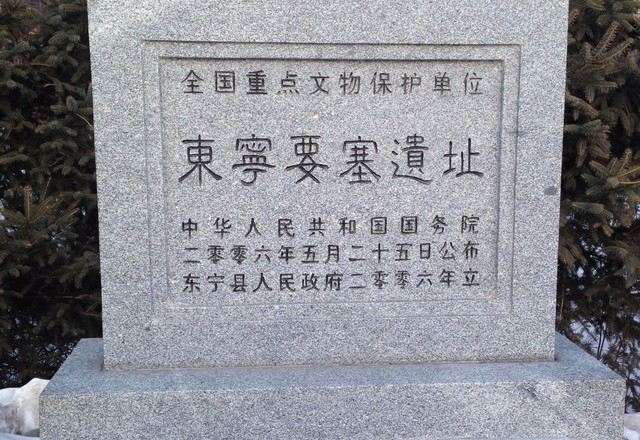 全国重点文物保护单位
東寧要塞遺址
中华人民共和国国务院
二零零六年五月二十五日公布
东宁县人民政府二零零六年立